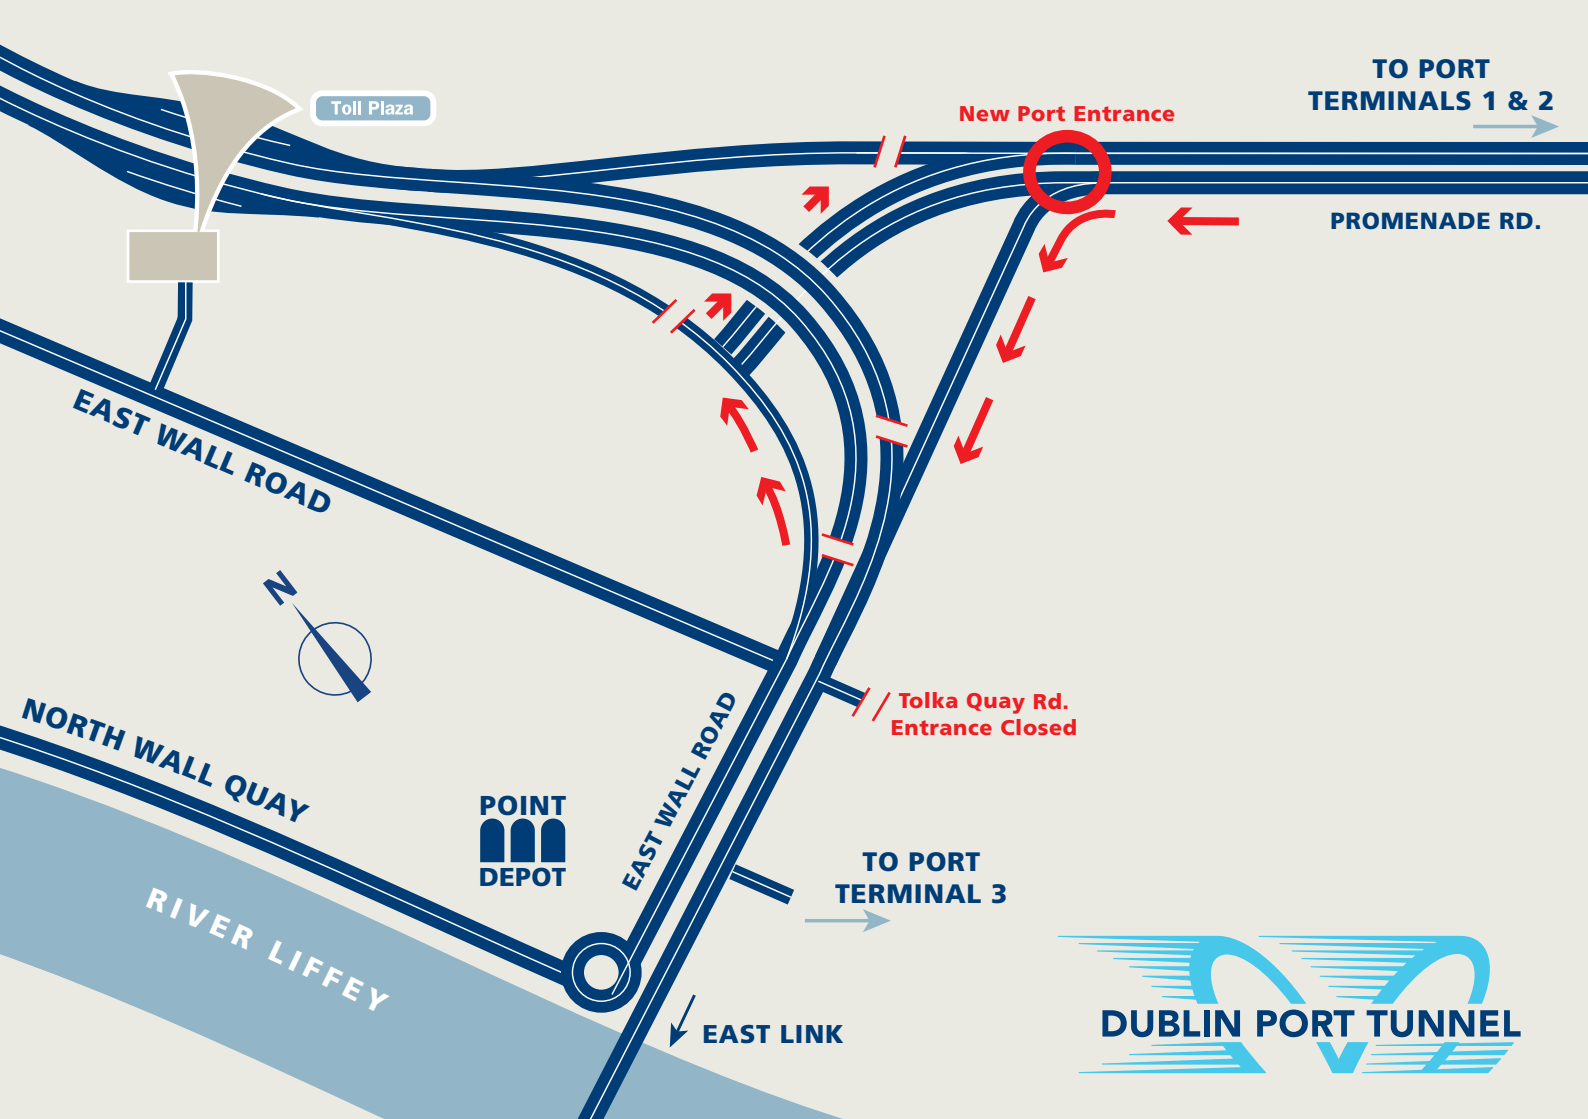 TO PORT
TERMINALS 1 & 2
Toll Plaza
New Port Entrance
PROMENADE RD.
EAST WALL ROAD
N
Tolka Quay Rd.
Entrance Closed
NORTH WALL QUAY
EAST WALL ROAD
POINT
DEPOT
TO PORT
TERMINAL 3
RIVER LIFFEY
EAST LINK
DUBLIN PORT TUNNEL